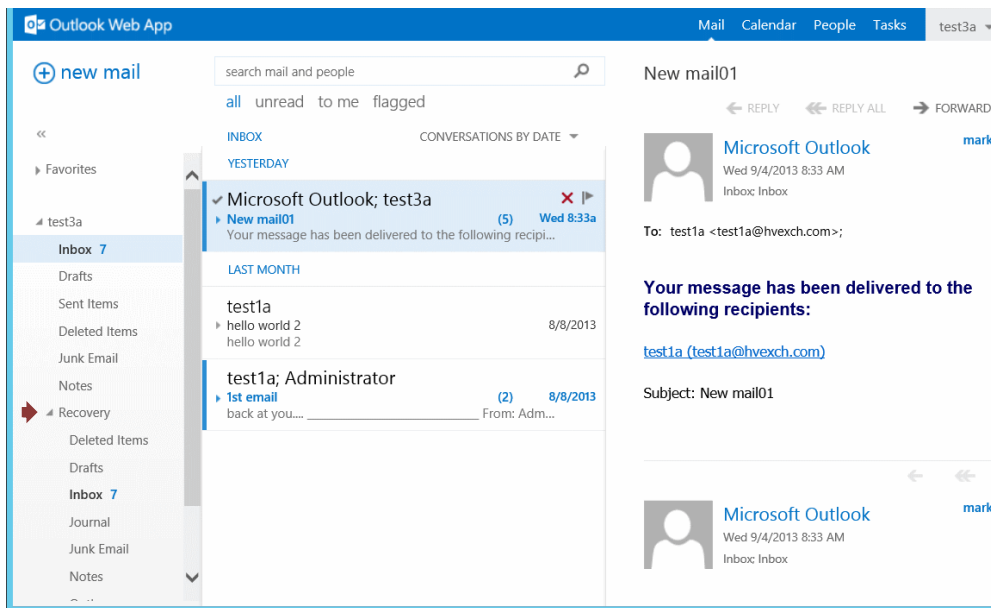 Outlook Web App
Mail Calendar People Tasks test3a
new mail
Favorites
test3a
Inbox 7
Drafts
Sent Items
Deleted Items
Junk Email
Notes
Recovery
Deleted Items
Drafts
Inbox 7
Journal
Junk Email
Notes
search mail and people
all unread to me flagged
INBOX CONVERSATIONS BY DATE
YESTERDAY
Microsoft Outlook; test3a
New mail01 (5) Wed 8:33a
Your message has been delivered to the following recipi...
LAST MONTH
test1a
hello world 2 8/8/2013
hello world 2
test1a; Administrator
1st email (2) 8/8/2013
back at you.... ________________________ From: Adm...
New mail01
REPLY REPLY ALL FORWARD
Microsoft Outlook mark
Wed 9/4/2013 8:33 AM
Inbox; Inbox
To: test1a <test1a@hvexch.com>;
Your message has been delivered to the
following recipients:
test1a (test1a@hvexch.com)
Subject: New mail01
Microsoft Outlook mark
Wed 9/4/2013 8:33 AM
Inbox; Inbox